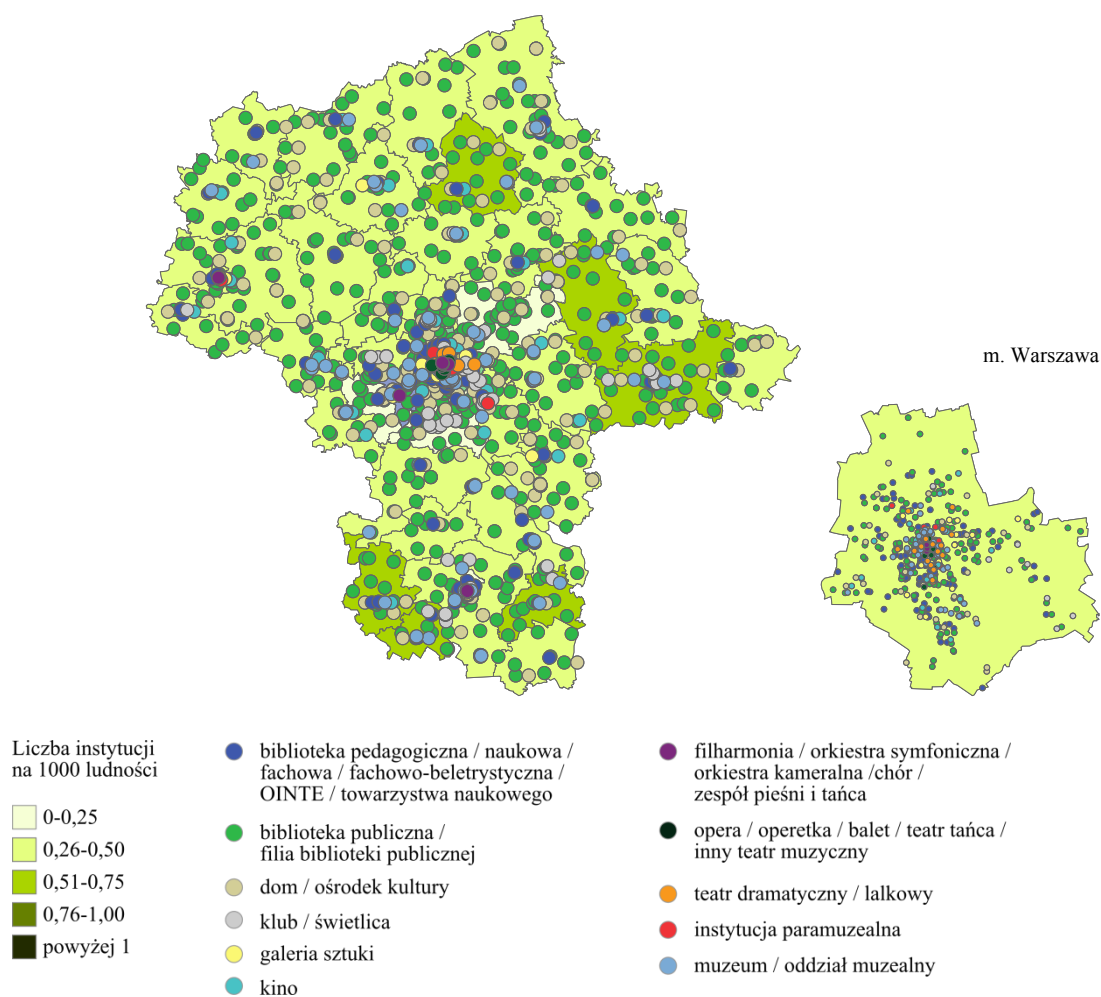 m. Warszawa
Liczba instytucji
na 1000 ludności
0-0,25
0,26-0,50
0,51-0,75
0,76-1,00
powyżej 1
biblioteka pedagogiczna / naukowa /
fachowa / fachowo-beletrystyczna /
OINTE / towarzystwa naukowego
biblioteka publiczna /
filia biblioteki publicznej
dom / ośrodek kultury
klub / świetlica
galeria sztuki
kino
filharmonia / orkiestra symfoniczna /
orkiestra kameralna /chór /
zespół pieśni i tańca
opera / operetka / balet / teatr tańca /
inny teatr muzyczny
teatr dramatyczny / lalkowy
instytucja paramuzealna
muzeum / oddział muzealny